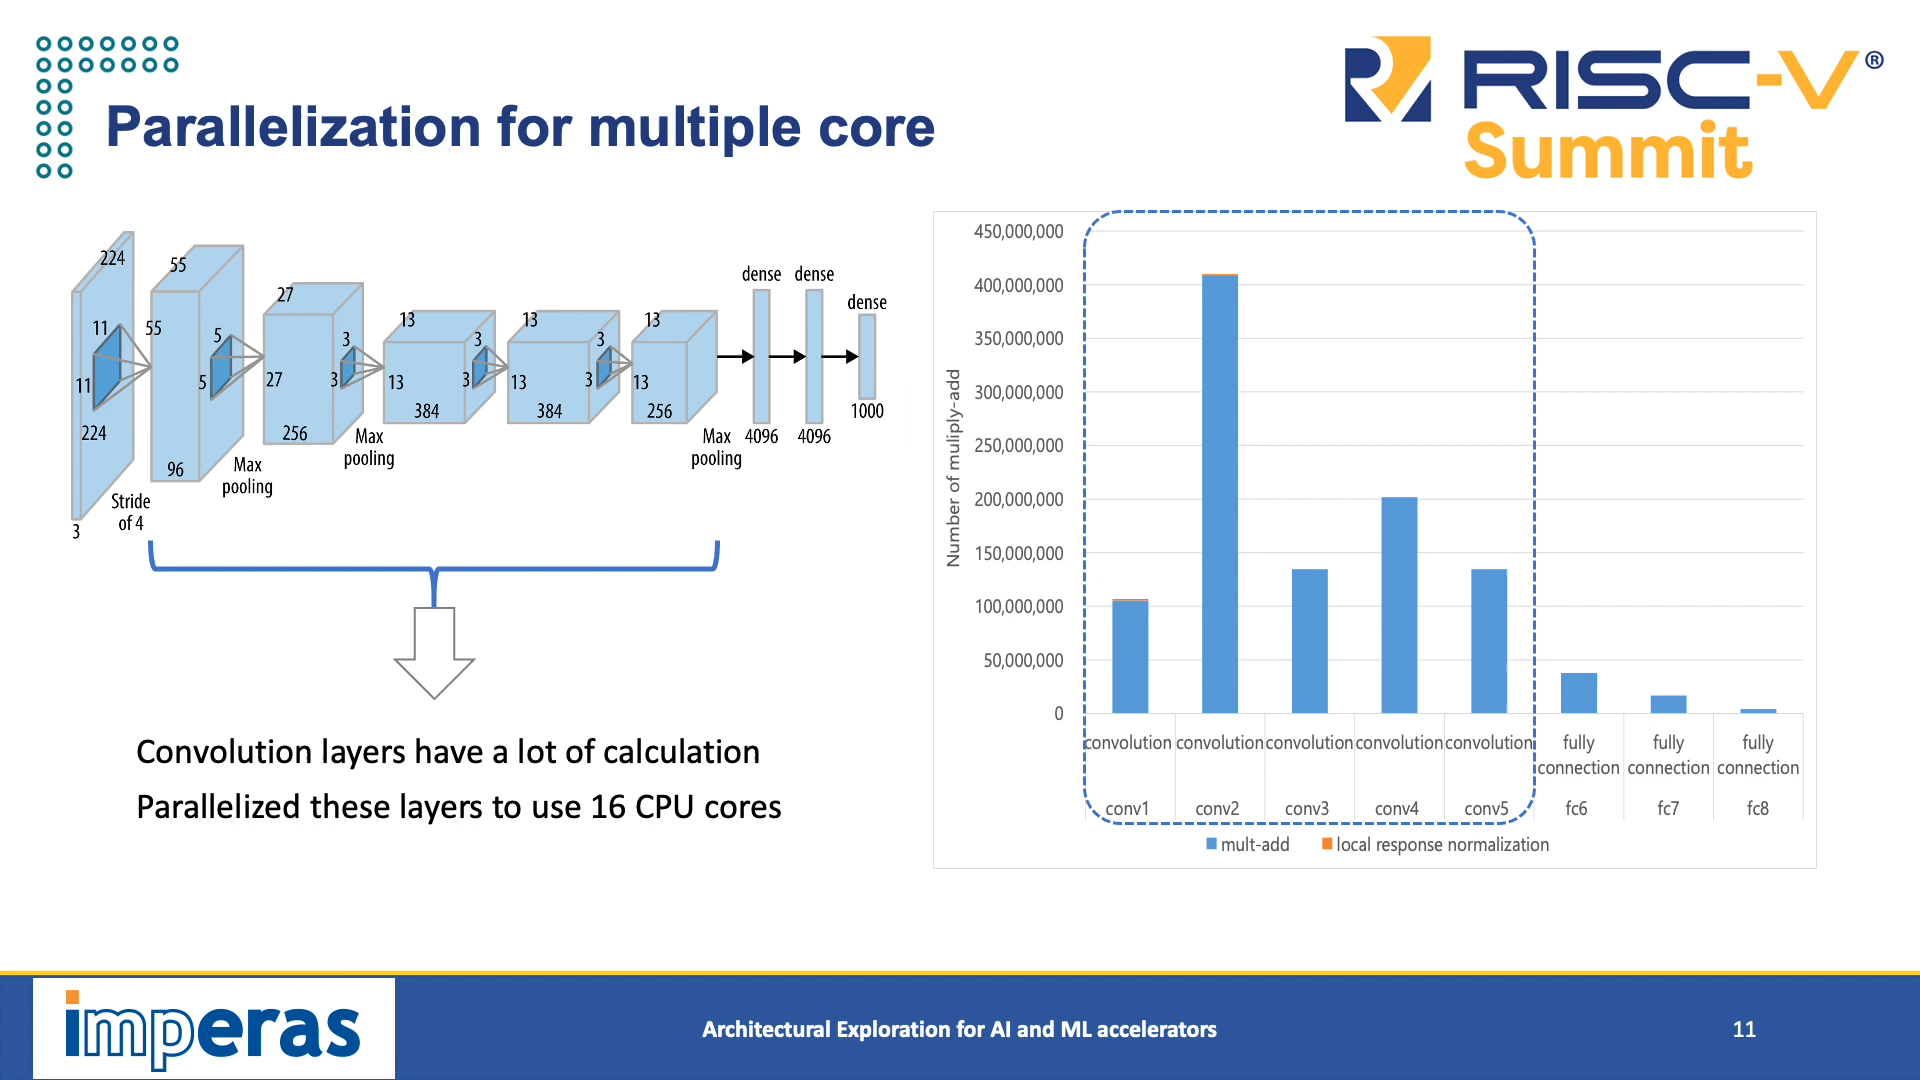 RISC-V®
Summit
Parallelization for multiple core
224
55
27
13
13
13
dense
dense
dense
11
55
5
3
3
3
11
5
27
3
13
3
13
3
13
224
96
256
384
384
256
4096
4096
1000
Max
pooling
Max
pooling
Max
pooling
Stride
of 4
3
Convolution layers have a lot of calculation
Parallelized these layers to use 16 CPU cores
Number of muliply-add
450,000,000
400,000,000
350,000,000
300,000,000
250,000,000
200,000,000
150,000,000
100,000,000
50,000,000
0
convolution convolution convolution convolution convolution fully connection fully connection fully connection
conv1 conv2 conv3 conv4 conv5 fc6 fc7 fc8
mult-add local response normalization
imperas
Architectural Exploration for AI and ML accelerators
11